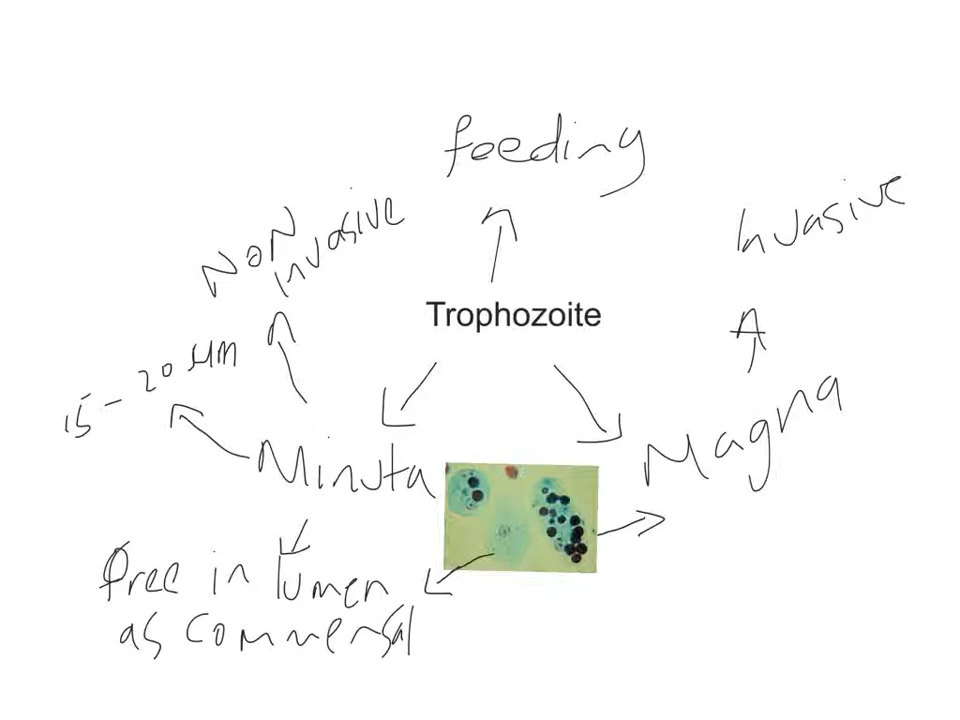 feeding
NoN
invasive
Invasive
Trophozoite
15-20 µm
Minuta
Magna
free in lumen
as commensal